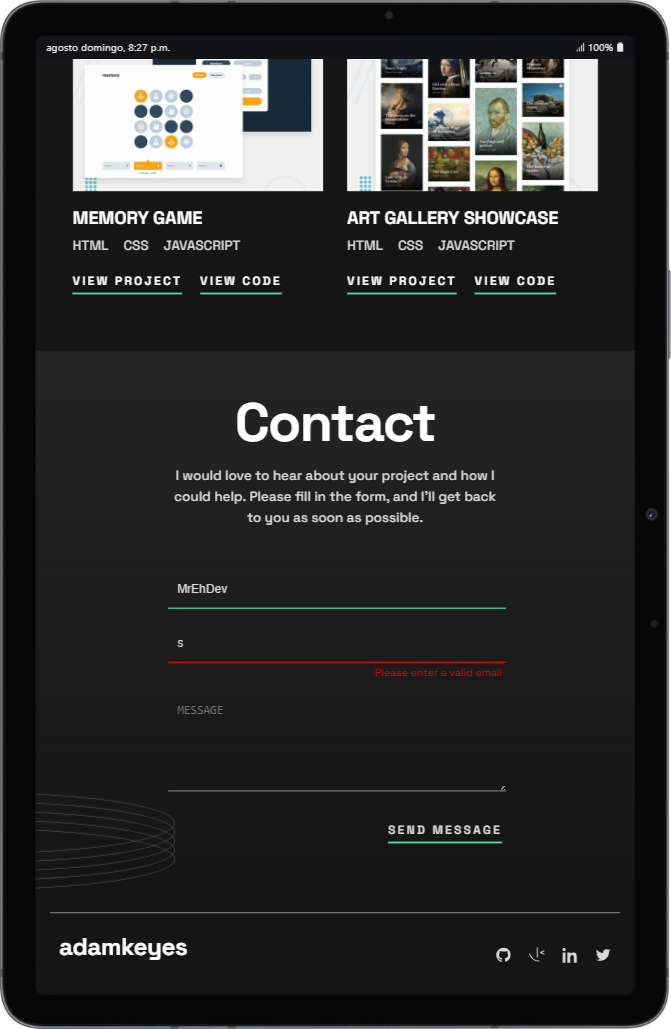 agosto domingo, 8:27 p.m.
100%
memory
MEMORY GAME
ART GALLERY SHOWCASE
HTML CSS JAVASCRIPT
HTML CSS JAVASCRIPT
VIEW PROJECT VIEW CODE
VIEW PROJECT VIEW CODE
Contact
I would love to hear about your project and how I
could help. Please fill in the form, and I'll get back
to you as soon as possible.
MrEhDev
s
Please enter a valid email
MESSAGE
SEND MESSAGE
adamkeyes
in